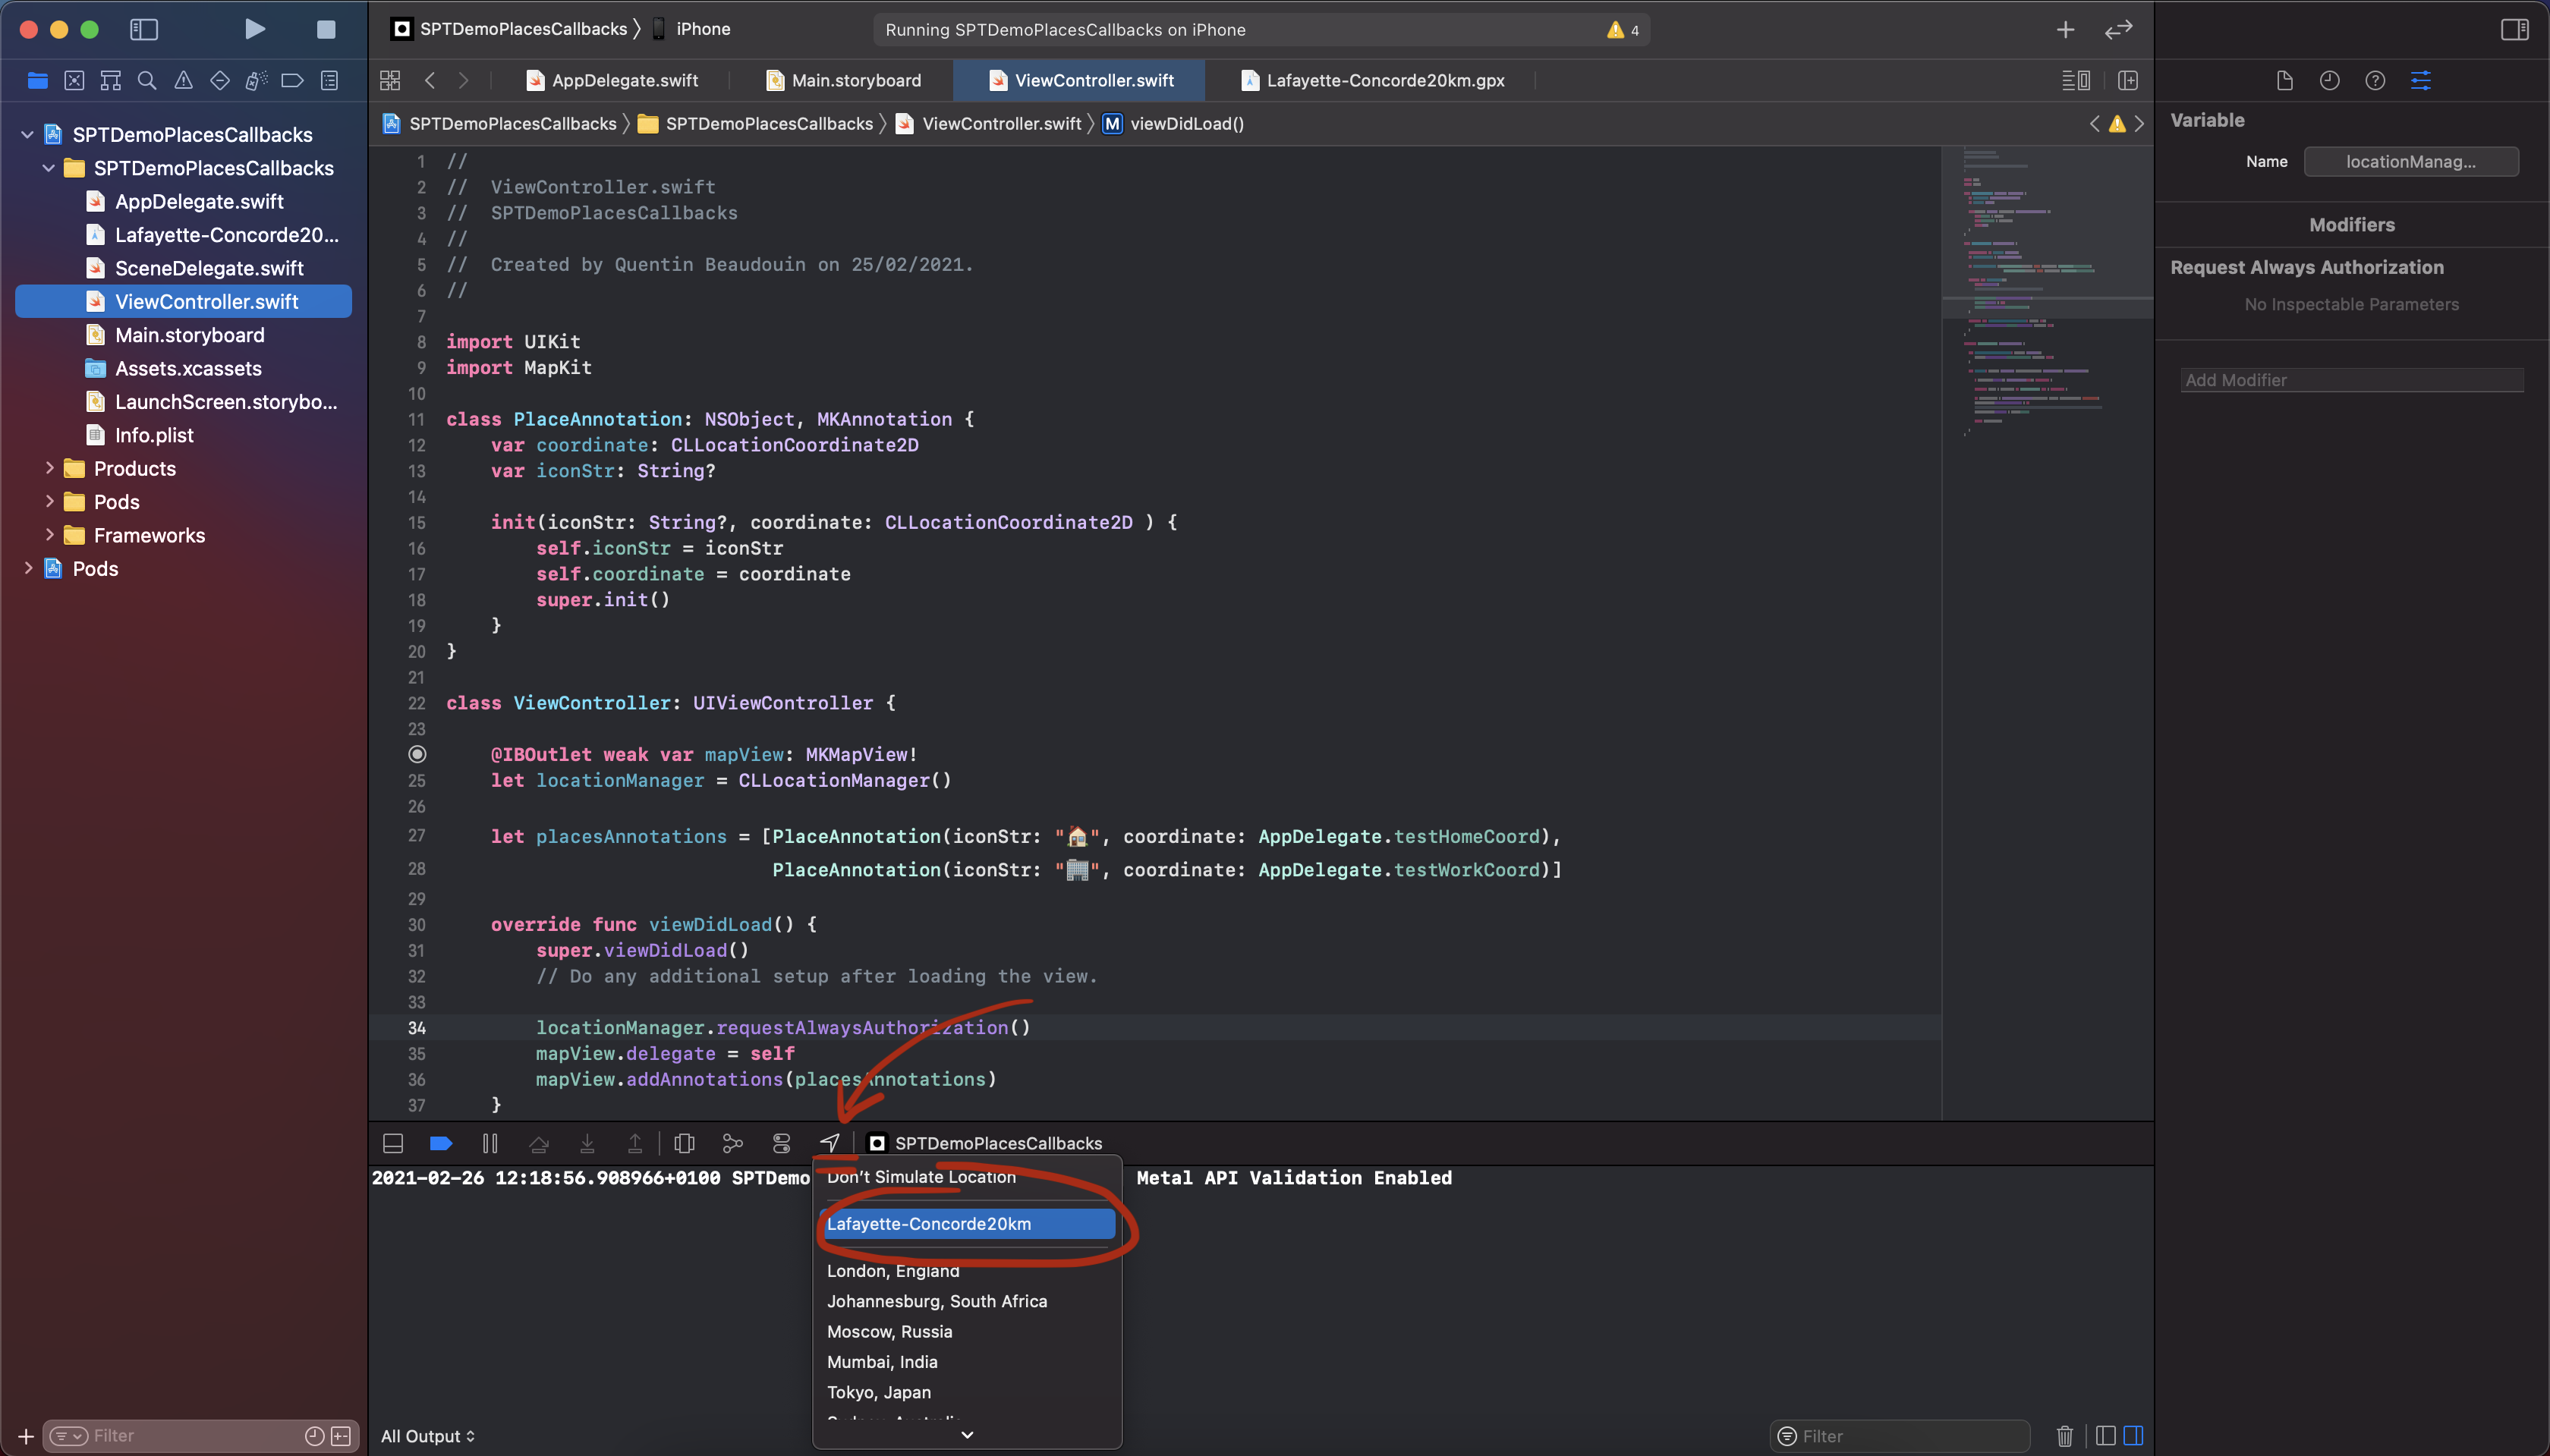 SPTDemoPlacesCallbacks 〉 iPhone
Running SPTDemoPlacesCallbacks on iPhone
4
AppDelegate.swift
Main.storyboard
ViewController.swift
Lafayette-Concorde20km.gpx
SPTDemoPlacesCallbacks 〉 SPTDemoPlacesCallbacks 〉 ViewController.swift 〉 M viewDidLoad()
SPTDemoPlacesCallbacks
SPTDemoPlacesCallbacks
AppDelegate.swift
Lafayette-Concorde20...
SceneDelegate.swift
ViewController.swift
Main.storyboard
Assets.xcassets
LaunchScreen.storybo...
Info.plist
Products
Pods
Frameworks
Pods
Filter
1 //
2 //  ViewController.swift
3 //  SPTDemoPlacesCallbacks
4 //
5 //  Created by Quentin Beaudouin on 25/02/2021.
6 //
7
8 import UIKit
9 import MapKit
10
11 class PlaceAnnotation: NSObject, MKAnnotation {
12     var coordinate: CLLocationCoordinate2D
13     var iconStr: String?
14
15     init(iconStr: String?, coordinate: CLLocationCoordinate2D ) {
16         self.iconStr = iconStr
17         self.coordinate = coordinate
18         super.init()
19     }
20 }
21
22 class ViewController: UIViewController {
23
@IBOutlet weak var mapView: MKMapView!
25     let locationManager = CLLocationManager()
26
27     let placesAnnotations = [PlaceAnnotation(iconStr: "🏠", coordinate: AppDelegate.testHomeCoord),
28                              PlaceAnnotation(iconStr: "🏢", coordinate: AppDelegate.testWorkCoord)]
29
30     override func viewDidLoad() {
31         super.viewDidLoad()
32         // Do any additional setup after loading the view.
33
34         locationManager.requestAlwaysAuthorization()
35         mapView.delegate = self
36         mapView.addAnnotations(placesAnnotations)
37     }
SPTDemoPlacesCallbacks
2021-02-26 12:18:56.908966+0100 SPTDemo
Metal API Validation Enabled
Don't Simulate Location
Lafayette-Concorde20km
London, England
Johannesburg, South Africa
Moscow, Russia
Mumbai, India
Tokyo, Japan
All Output
Filter
Variable
Name locationManag...
Modifiers
Request Always Authorization
No Inspectable Parameters
Add Modifier